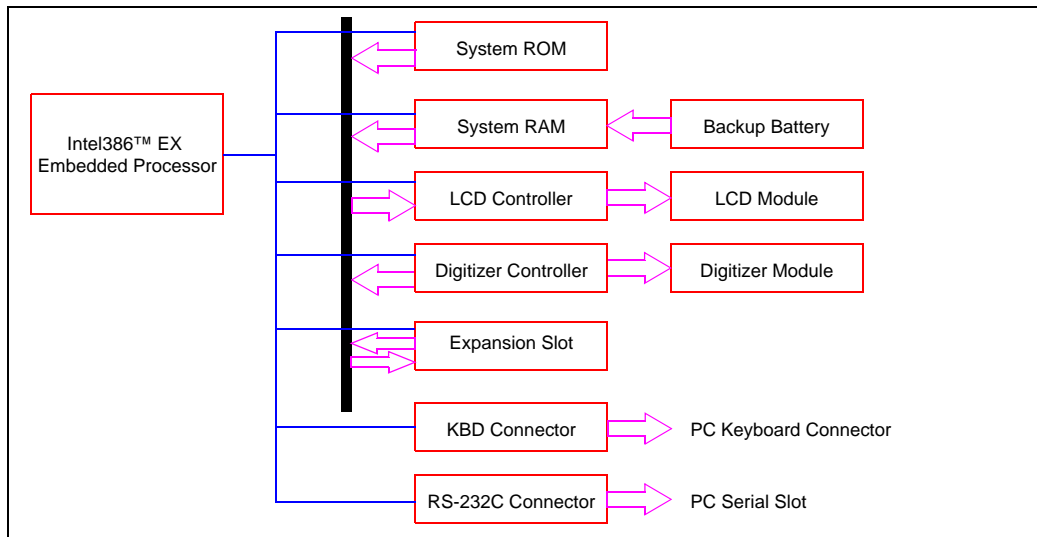 System ROM
Intel386™ EX
Embedded Processor
System RAM
Backup Battery
LCD Controller
LCD Module
Digitizer Controller
Digitizer Module
Expansion Slot
KBD Connector
PC Keyboard Connector
RS-232C Connector
PC Serial Slot